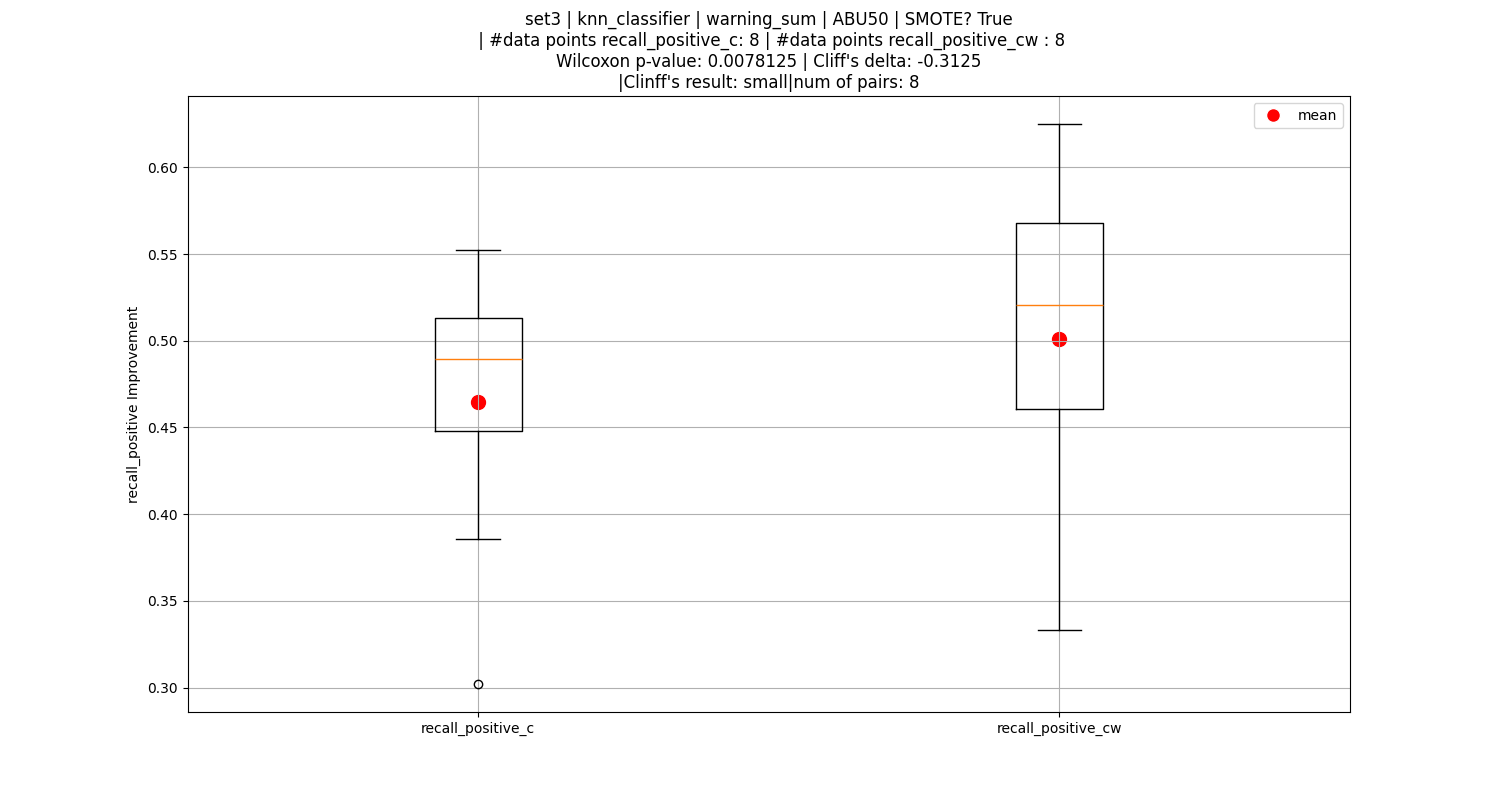 set3 | knn_classifier | warning_sum | ABU50 | SMOTE? True
| #data points recall_positive_c: 8 | #data points recall_positive_cw : 8
Wilcoxon p-value: 0.0078125 | Cliff's delta: -0.3125
|Clinff's result: small|num of pairs: 8
mean
0.60
0.55
0.50
0.45
0.40
0.35
0.30
recall_positive Improvement
recall_positive_c
recall_positive_cw